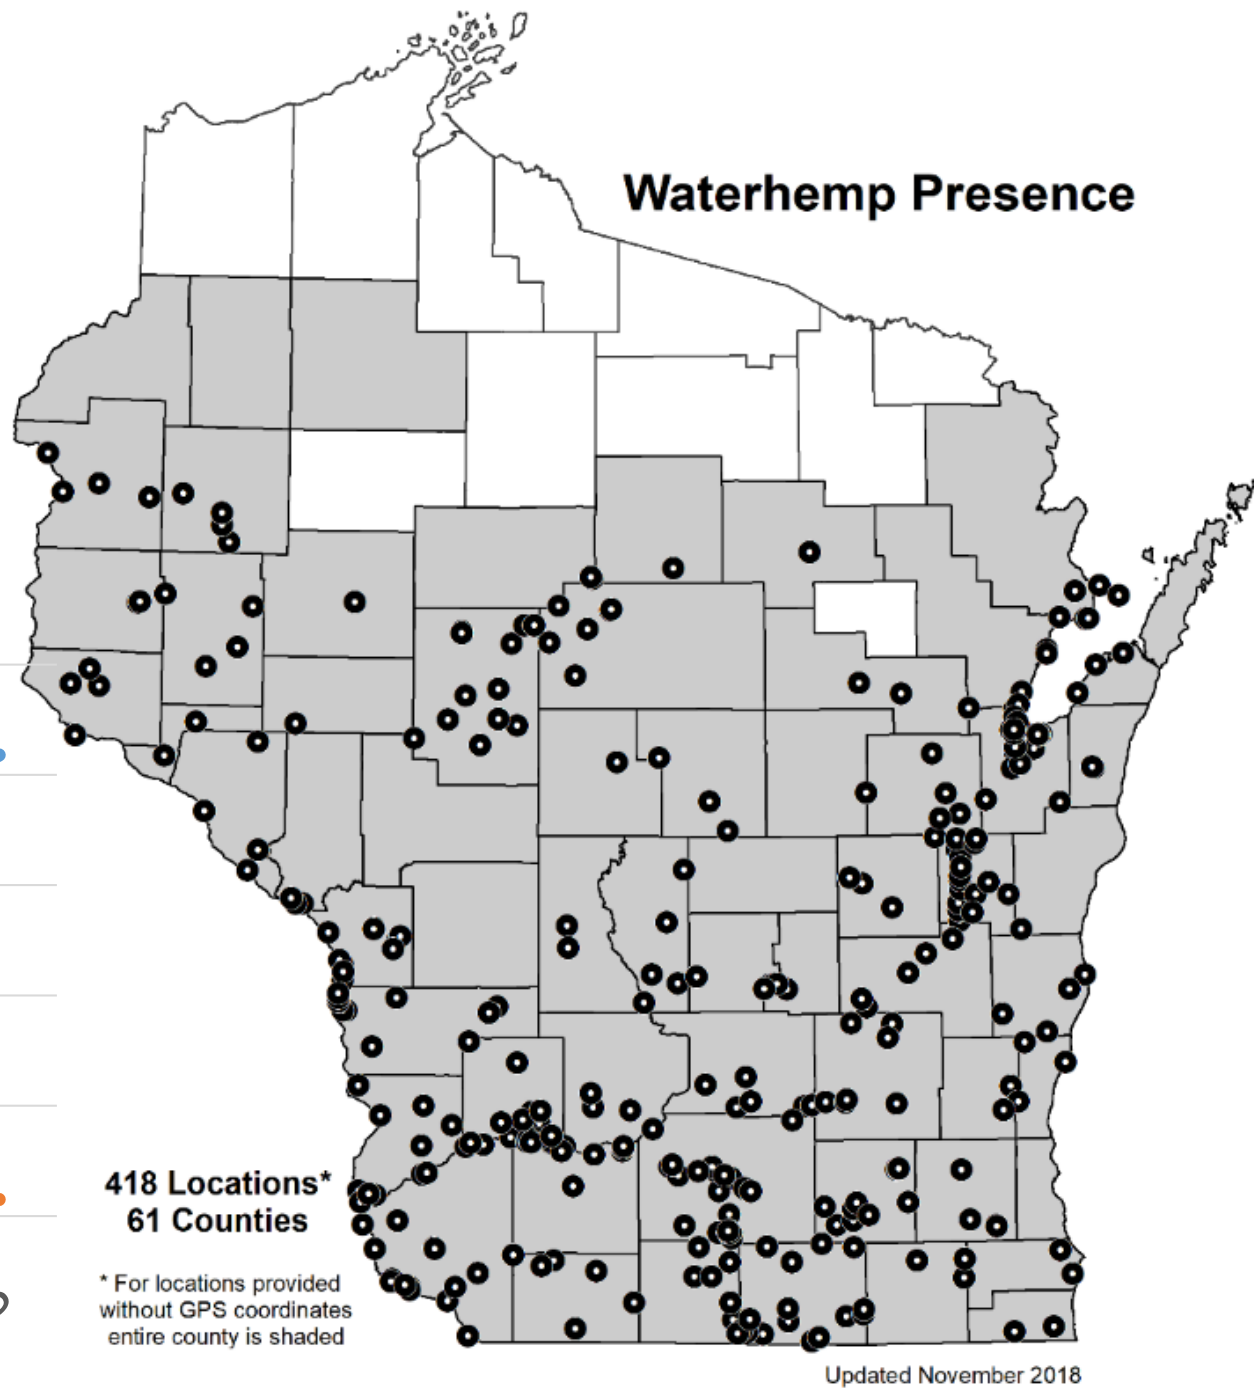 Waterhemp Presence
418 Locations*
61 Counties
* For locations provided
without GPS coordinates
entire county is shaded
Updated November 2018